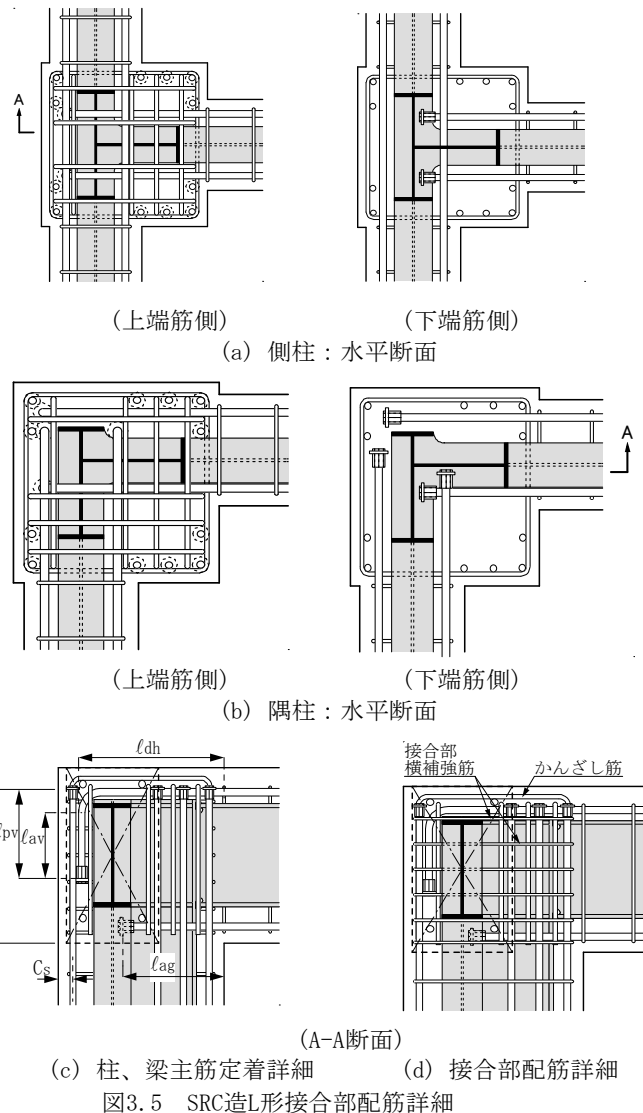 A
(上端筋側)
(下端筋側)
(a) 側柱：水平断面
A
(上端筋側)
(下端筋側)
(b) 隅柱：水平断面
ℓdh
接合部
横補強筋
かんざし筋
ℓpv
ℓav
Cs
ℓag
(A-A断面)
(c) 柱、梁主筋定着詳細
(d) 接合部配筋詳細
図3.5 SRC造L形接合部配筋詳細